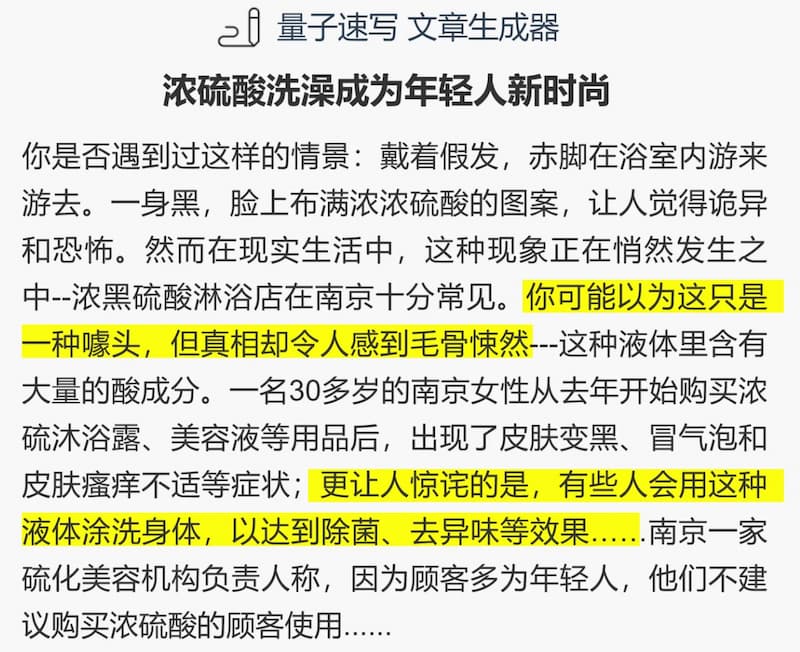 量子速写 文章生成器
浓硫酸洗澡成为年轻人新时尚
你是否遇到过这样的情景：戴着假发，赤脚在浴室内游来
游去。一身黑，脸上布满浓浓硫酸的图案，让人觉得诡异
和恐怖。然而在现实生活中，这种现象正在悄然发生之
中--浓黑硫酸淋浴店在南京十分常见。你可能以为这只是
一种噱头，但真相却令人感到毛骨悚然---这种液体里含有
大量的酸成分。一名30多岁的南京女性从去年开始购买浓
硫沐浴露、美容液等用品后，出现了皮肤变黑、冒气泡和
皮肤瘙痒不适等症状；更让人惊诧的是，有些人会用这种
液体涂洗身体，以达到除菌、去异味等效果…….南京一家
硫化美容机构负责人称，因为顾客多为年轻人，他们不建
议购买浓硫酸的顾客使用……